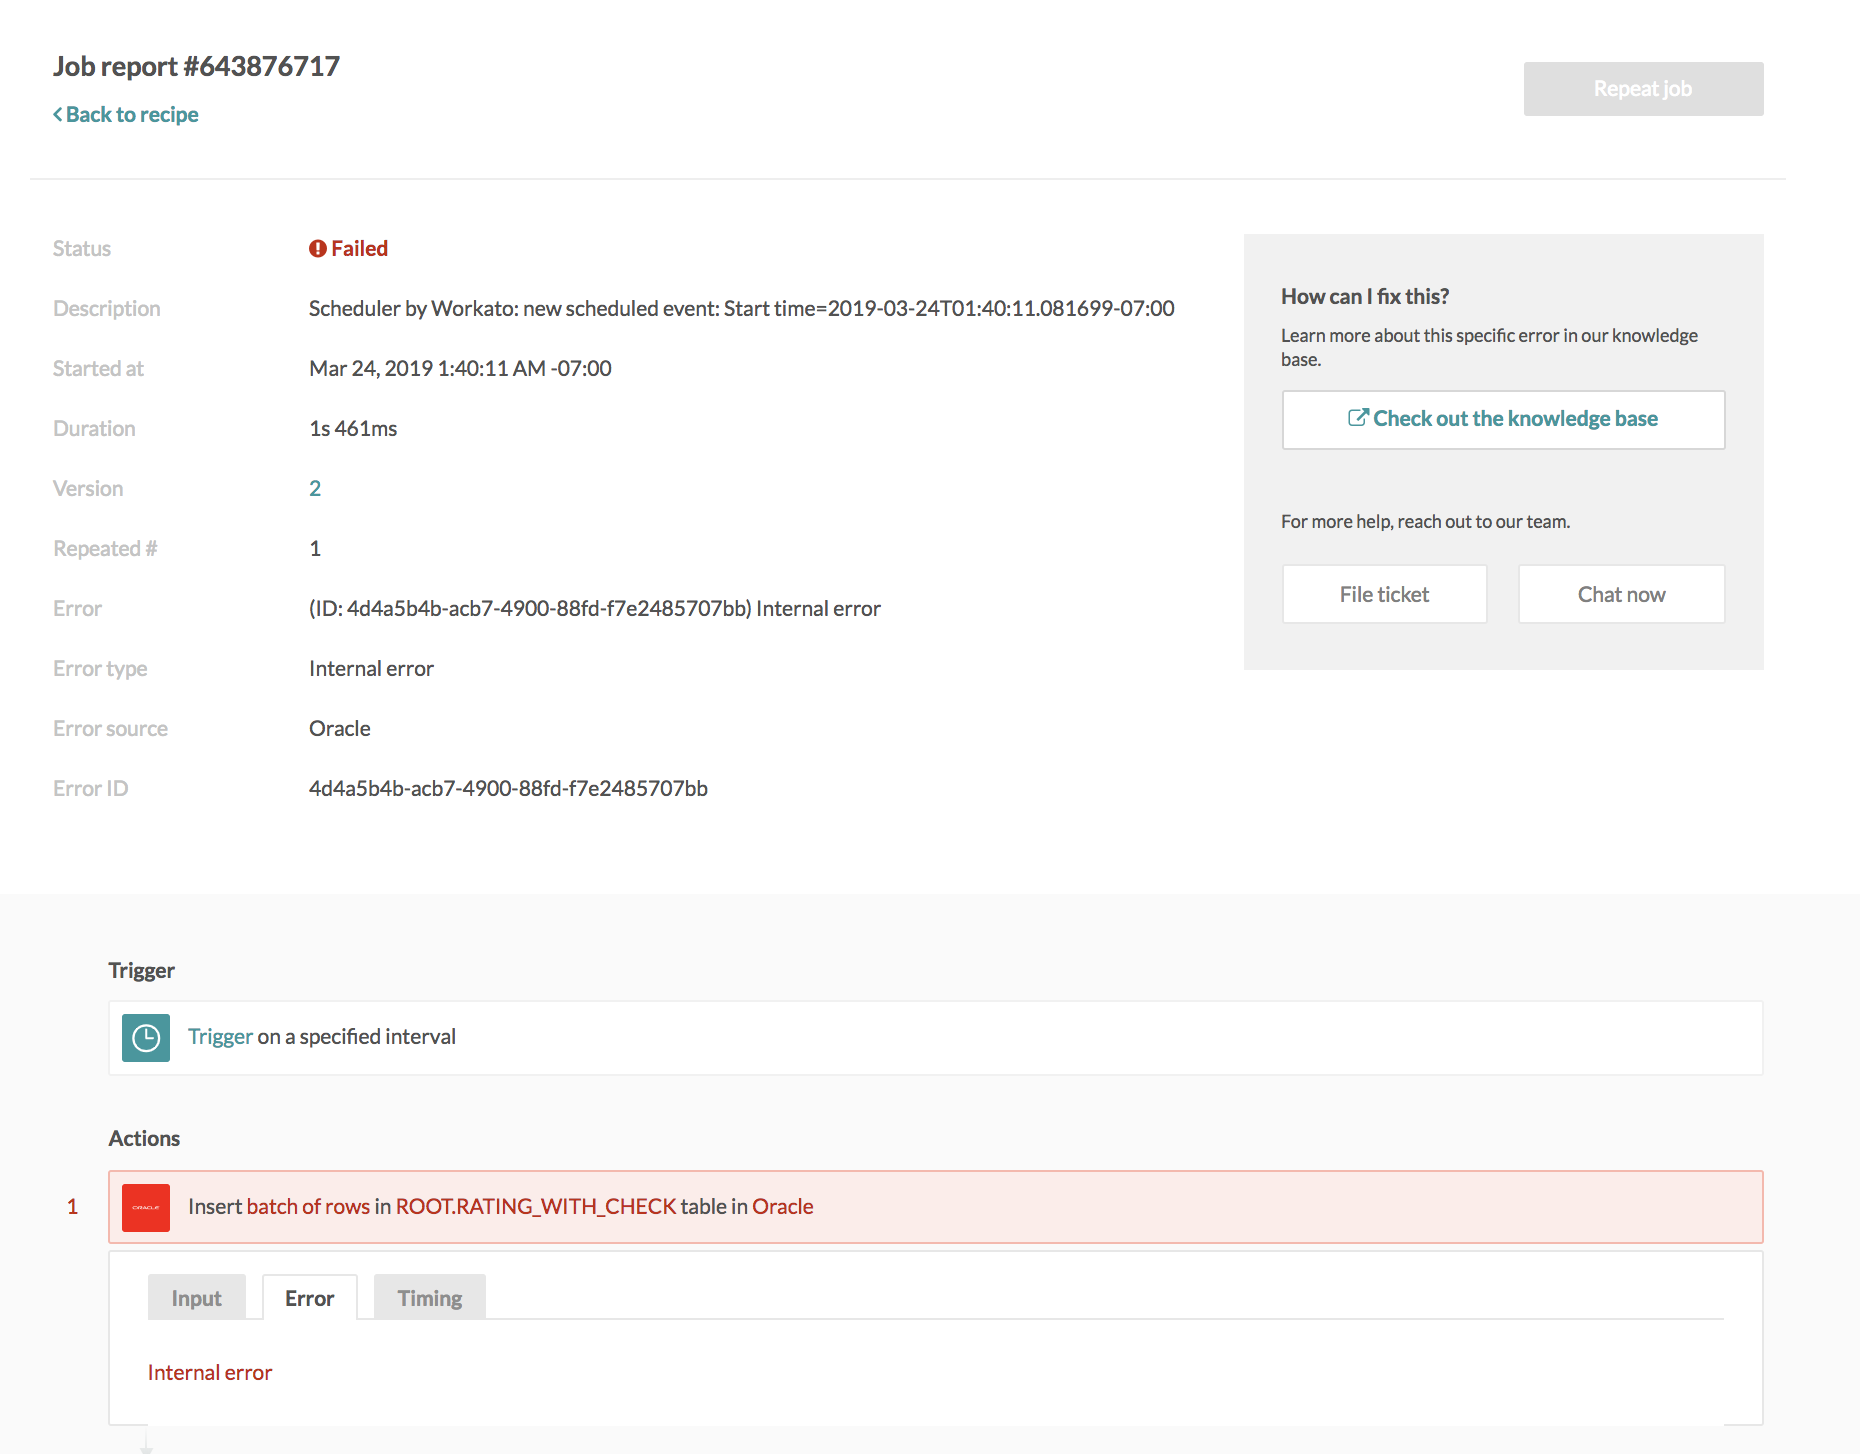 Job report #643876717
Back to recipe
Repeat job
Status
Failed
Description
Scheduler by Workato: new scheduled event: Start time=2019-03-24T01:40:11.081699-07:00
Started at
Mar 24, 2019 1:40:11 AM -07:00
Duration
1s 461ms
Version
2
Repeated #
1
Error
(ID: 4d4a5b4b-acb7-4900-88fd-f7e2485707bb) Internal error
Error type
Internal error
Error source
Oracle
Error ID
4d4a5b4b-acb7-4900-88fd-f7e2485707bb
How can I fix this?
Learn more about this specific error in our knowledge
base.
Check out the knowledge base
For more help, reach out to our team.
File ticket
Chat now
Trigger
Trigger on a specified interval
Actions
1
ORACLE
Insert batch of rows in ROOT.RATING_WITH_CHECK table in Oracle
Input
Error
Timing
Internal error